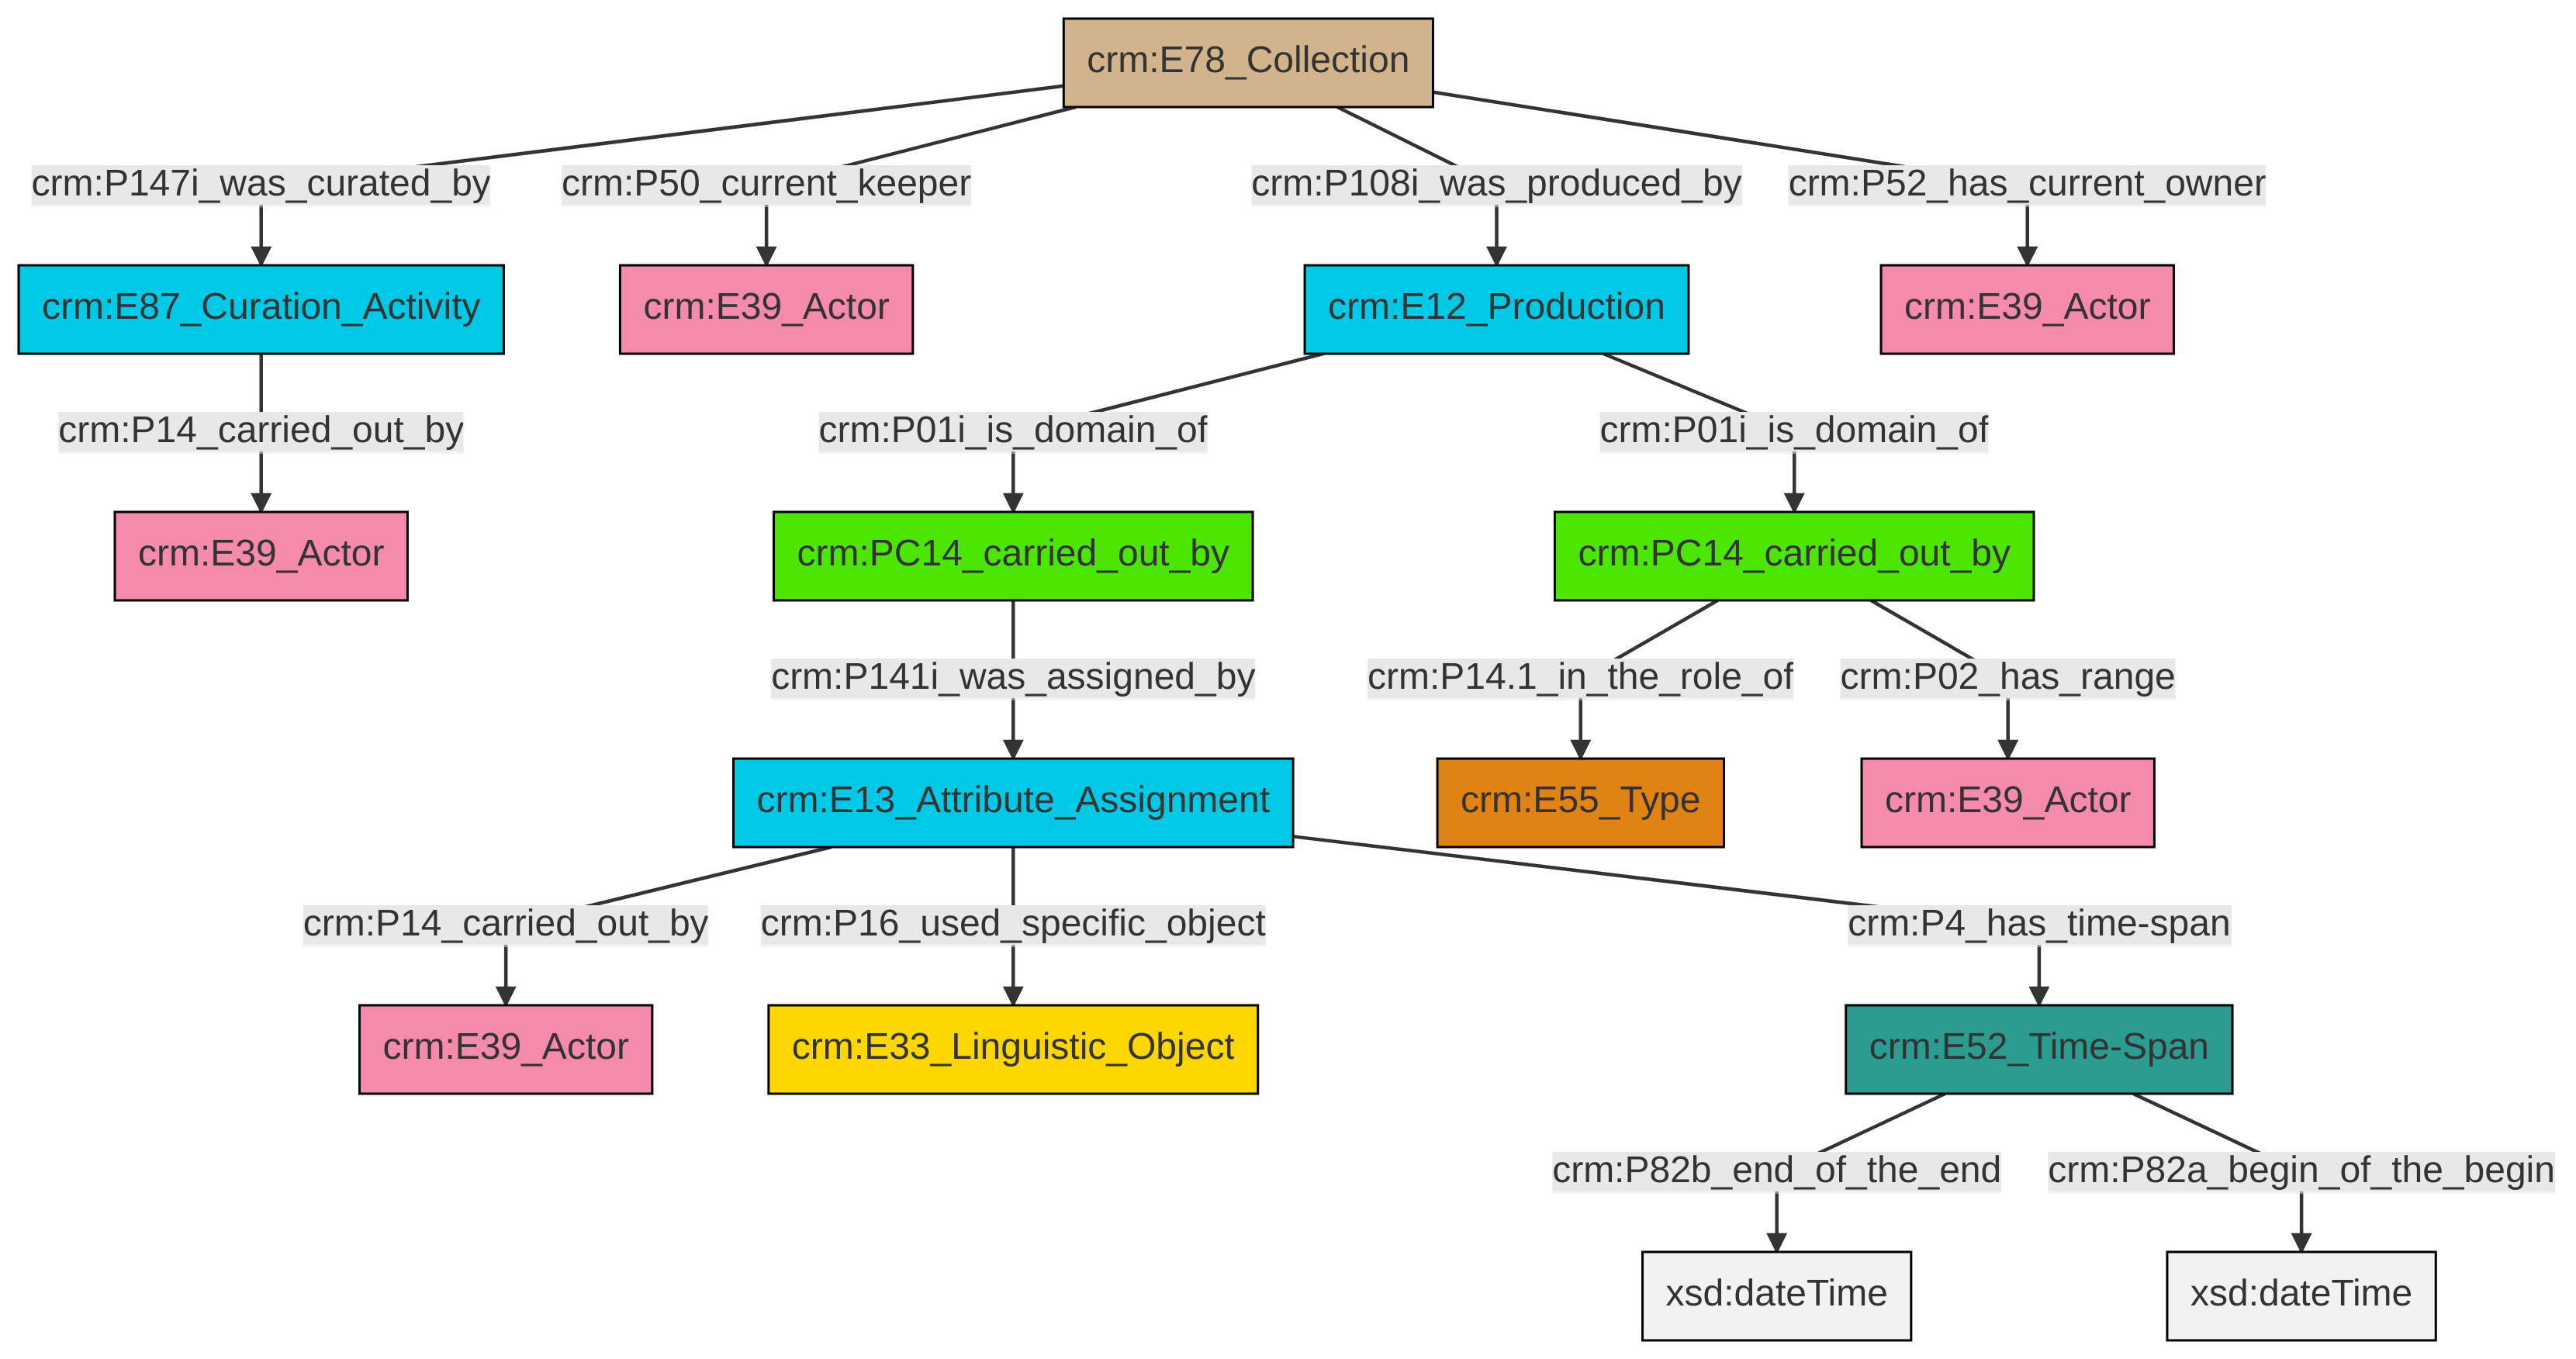 crm:E78_Collection
crm:P147i_was_curated_by
crm:P50_current_keeper
crm:P108i_was_produced_by
crm:P52_has_current_owner
crm:E87_Curation_Activity
crm:E39_Actor
crm:E12_Production
crm:E39_Actor
crm:P14_carried_out_by
crm:P01i_is_domain_of
crm:P01i_is_domain_of
crm:E39_Actor
crm:PC14_carried_out_by
crm:PC14_carried_out_by
crm:P141i_was_assigned_by
crm:P14.1_in_the_role_of
crm:P02_has_range
crm:E13_Attribute_Assignment
crm:E55_Type
crm:E39_Actor
crm:P14_carried_out_by
crm:P16_used_specific_object
crm:P4_has_time-span
crm:E39_Actor
crm:E33_Linguistic_Object
crm:E52_Time-Span
crm:P82b_end_of_the_end
crm:P82a_begin_of_the_begin
xsd:dateTime
xsd:dateTime